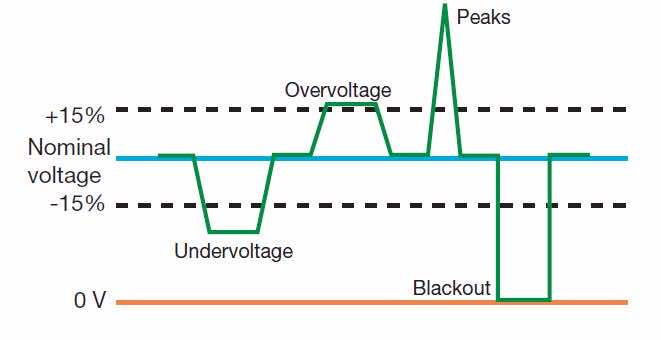 Peaks
Overvoltage
+15%
Nominal
voltage
-15%
Undervoltage
Blackout
0 V